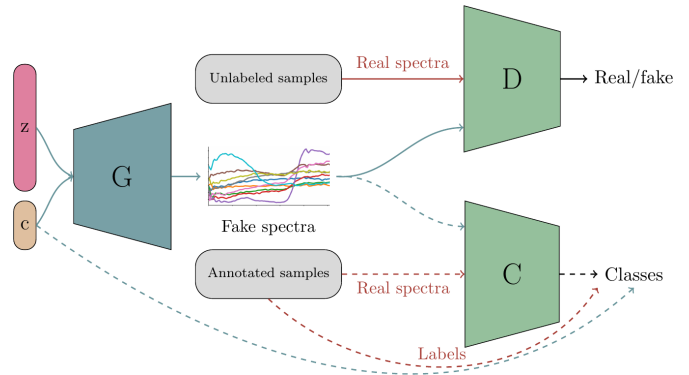 z
c
G
Unlabeled samples
Real spectra
D
Real/fake
Fake spectra
Annotated samples
Real spectra
C
Classes
Labels